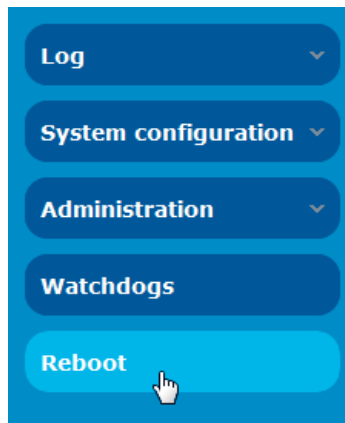 Log
System configuration
Administration
Watchdogs
Reboot